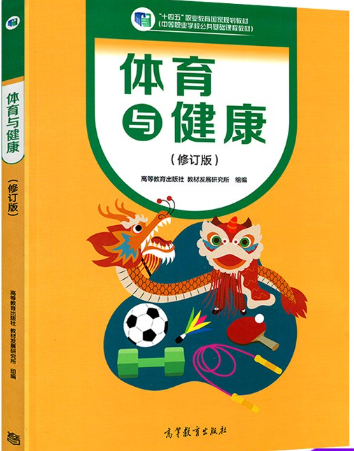 “十四五”职业教育国家规划教材
(中等职业学校公共基础课程教材)
体育
与健康
(修订版)
高等教育出版社 教材发展研究所 组编
高等教育出版社
体育与健康
(修订版)
高等教育出版社 教材发展研究所 组编